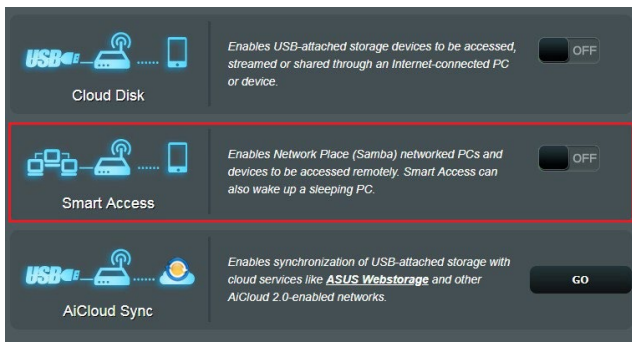 USB
Cloud Disk
Enables USB-attached storage devices to be accessed,
streamed or shared through an Internet-connected PC
or device.
OFF
Smart Access
Enables Network Place (Samba) networked PCs and
devices to be accessed remotely. Smart Access can
also wake up a sleeping PC.
OFF
USB
AiCloud Sync
Enables synchronization of USB-attached storage with
cloud services like ASUS Webstorage and other
AiCloud 2.0-enabled networks.
GO